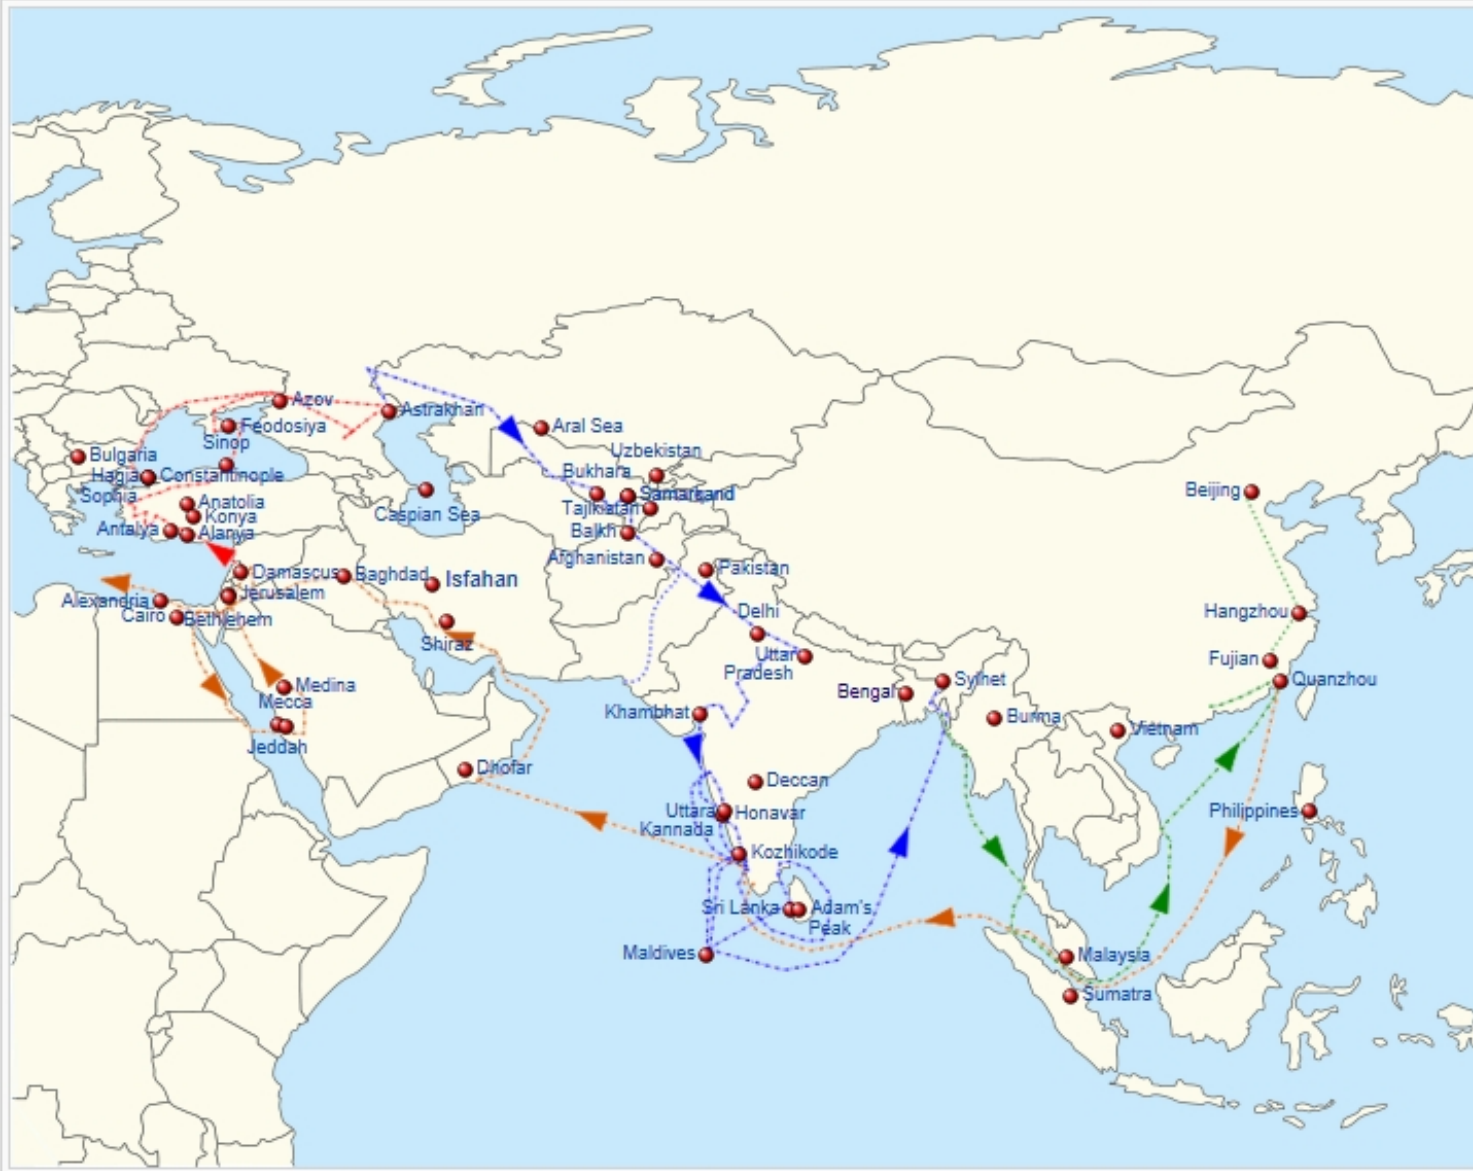 Azov
Astrakhan
Feodosiya
Sinop
Aral Sea
Bulgaria
Uzbekistan
Hagia
Sophia
Constantinople
Bukhara
Caspian Sea
Samarkand
Beijing
Anatolia
Tajikistan
Konya
Antalya
Alanya
Balkh
Afghanistan
Damascus
Baghdad
Isfahan
Pakistan
Alexandria
Jerusalem
Cairo
Bethlehem
Delhi
Hangzhou
Shiraz
Uttar
Pradesh
Fujian
Medina
Mecca
Bengal
Sylhet
Quanzhou
Khambhat
Burma
Vietnam
Jeddah
Dhofar
Deccan
Uttara
Kannada
Honavar
Philippines
Kozhikode
Sri Lanka
Adam's
Peak
Maldives
Malaysia
Sumatra